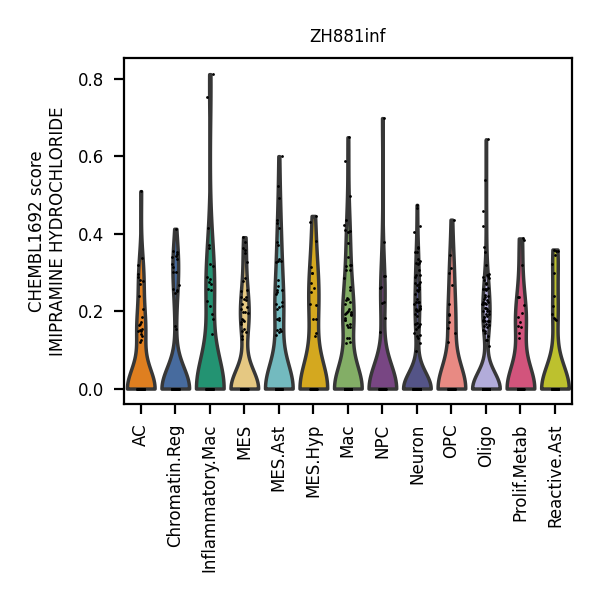 ZH881inf
CHEMBL1692 score
IMIPRAMINE HYDROCHLORIDE
0.8
0.6
0.4
0.2
0.0
AC
Chromatin.Reg
Inflammatory.Mac
MES
MES.Ast
MES.Hyp
Mac
NPC
Neuron
OPC
Oligo
Prolif.Metab
Reactive.Ast